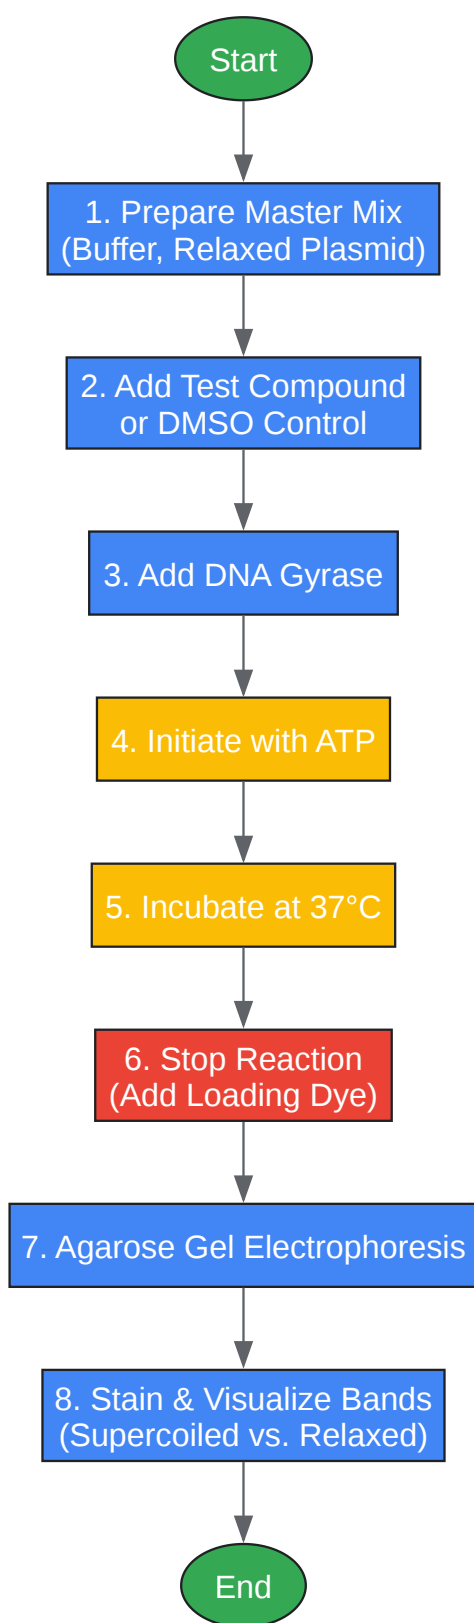 Start
1. Prepare Master Mix
(Buffer, Relaxed Plasmid)
2. Add Test Compound
or DMSO Control
3. Add DNA Gyrase
4. Initiate with ATP
5. Incubate at 37°C
6. Stop Reaction
(Add Loading Dye)
7. Agarose Gel Electrophoresis
8. Stain & Visualize Bands
(Supercoiled vs. Relaxed)
End